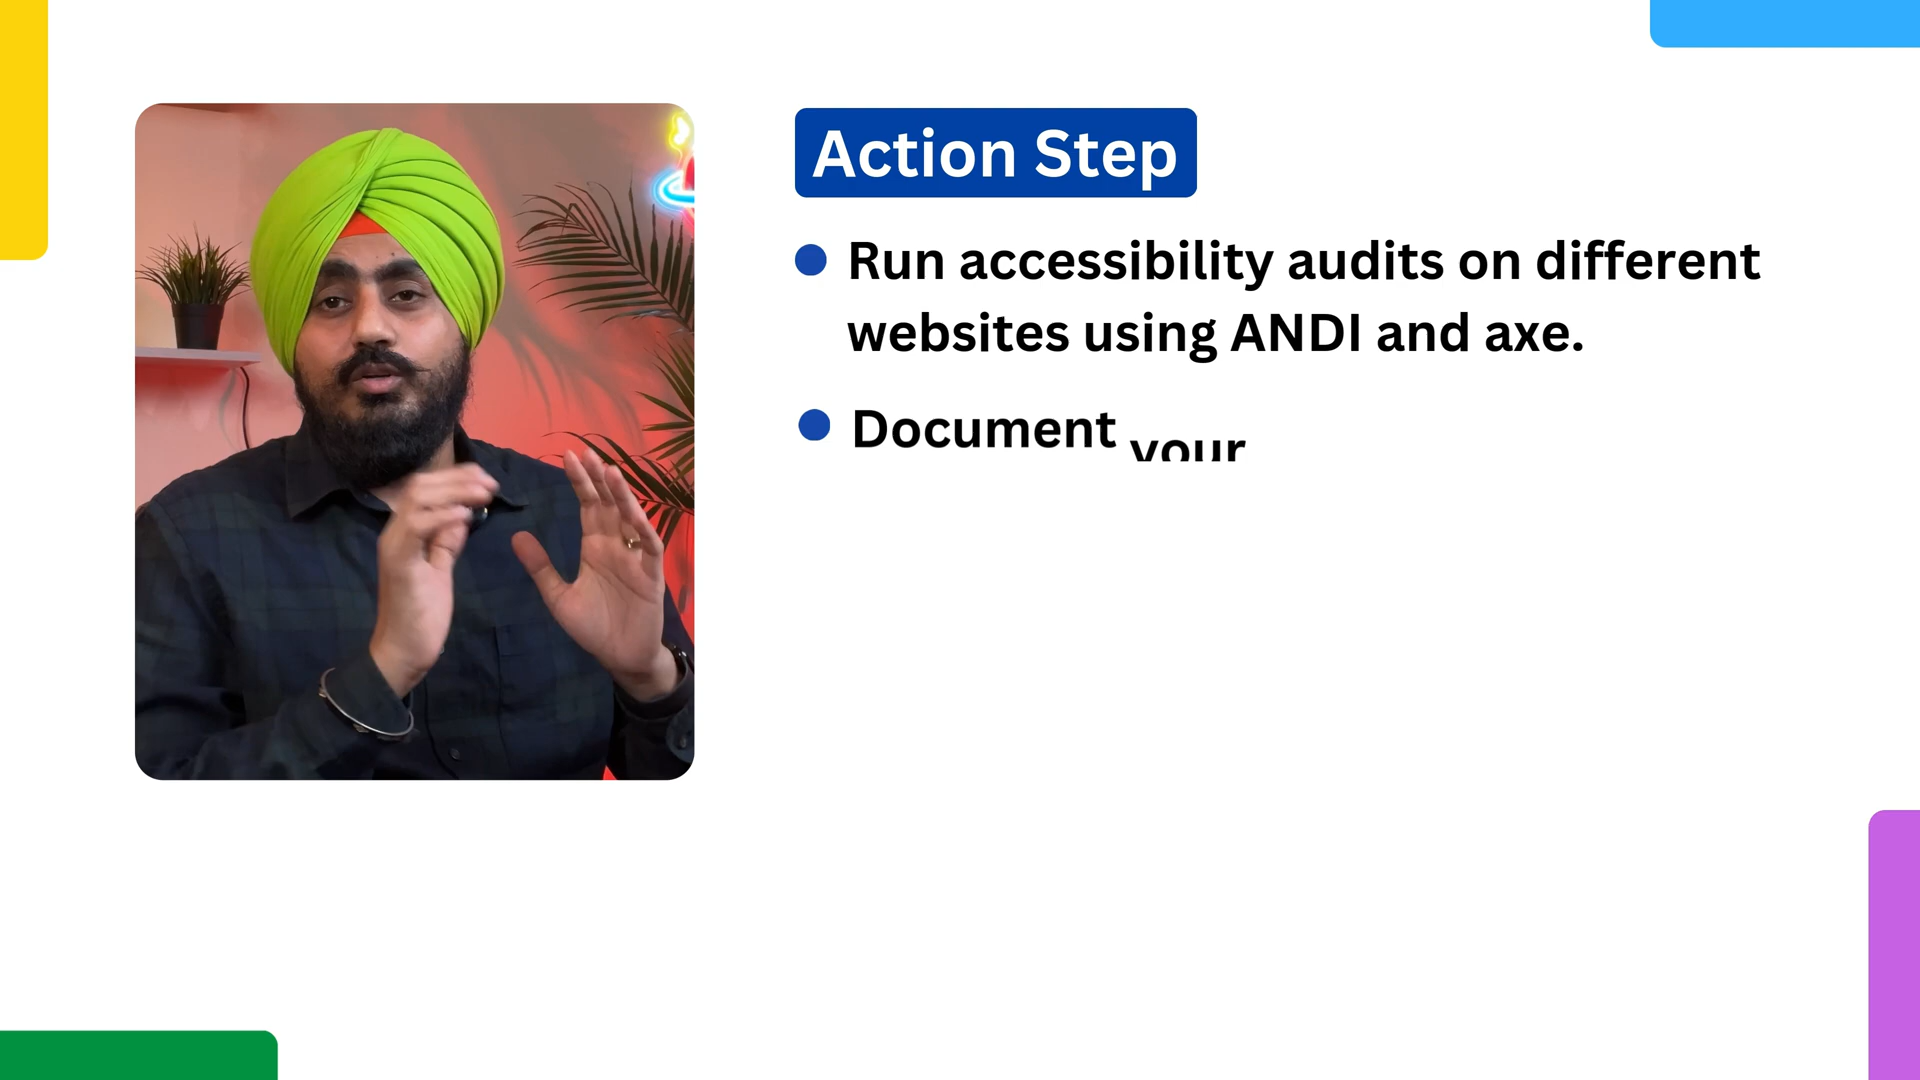 Action Step
Run accessibility audits on different
websites using ANDI and axe.
Document your